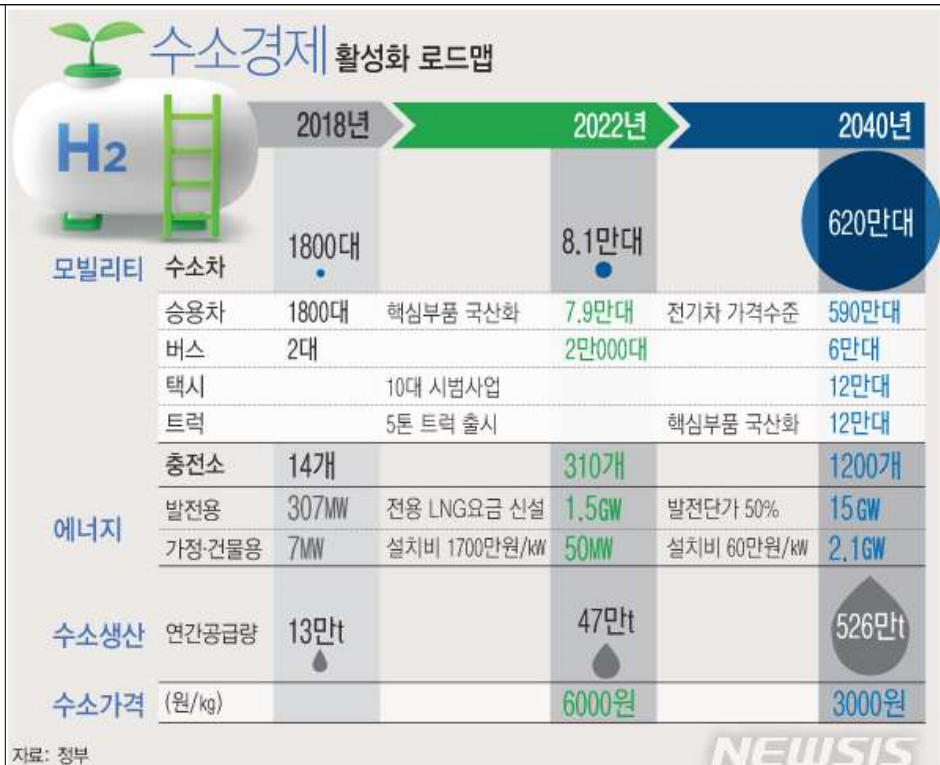 수소경제 활성화 로드맵
H2
2018년 2022년 2040년
모빌리티 수소차 1800대 8.1만대 620만대
승용차 1800대 핵심부품 국산화 7.9만대 전기차 가격수준 590만대
버스 2대 2만000대 6만대
택시 10대 시범사업 12만대
트럭 5톤 트럭 출시 핵심부품 국산화 12만대
충전소 14개 310개 1200개
에너지 발전용 307MW 전용 LNG요금 신설 1.5GW 발전단가 50% 15GW
가정·건물용 7MW 설치비 1700만원/kW 50MW 설치비 60만원/kW 2.1GW
수소생산 연간공급량 13만t 47만t 526만t
수소가격 (원/kg) 6000원 3000원
자료: 정부
NEWSIS